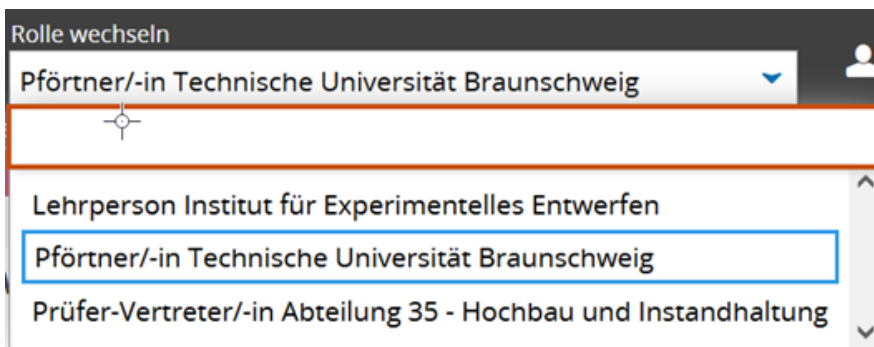 Rolle wechseln
Pförtner/-in Technische Universität Braunschweig
Lehrperson Institut für Experimentelles Entwerfen
Pförtner/-in Technische Universität Braunschweig
Prüfer-Vertreter/-in Abteilung 35 - Hochbau und Instandhaltung